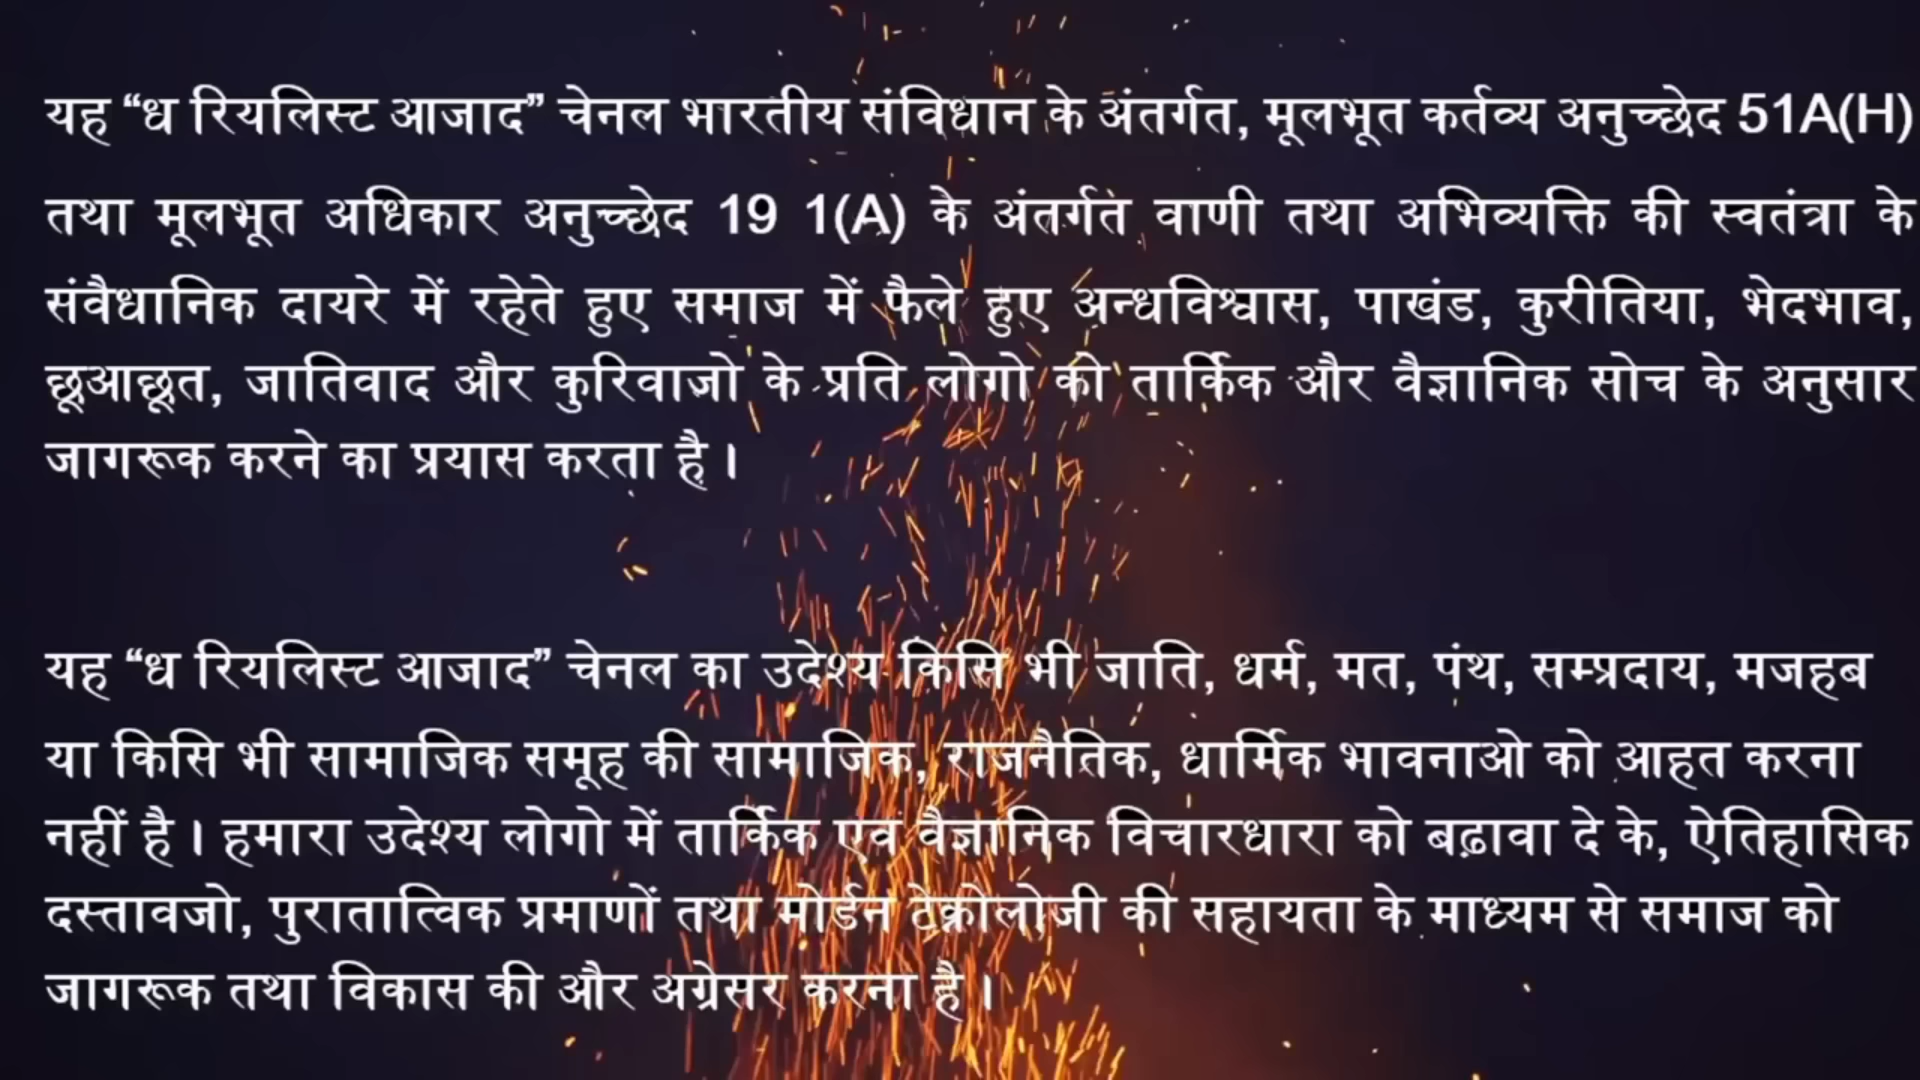 यह “ध रियलिस्ट आजाद” चेनल भारतीय संविधान के अंतर्गत, मूलभूत कर्तव्य अनुच्छेद 51A(H)
तथा मूलभूत अधिकार अनुच्छेद 19 1(A) के अंतर्गत वाणी तथा अभिव्यक्ति की स्वतंत्रा के
संवैधानिक दायरे में रहेते हुए समाज में फैले हुए अन्धविश्वास, पाखंड, कुरीतिया, भेदभाव,
छूआछूत, जातिवाद और कुरिवाजो के प्रति लोगो को तार्किक और वैज्ञानिक सोच के अनुसार
जागरूक करने का प्रयास करता है।
यह “ध रियलिस्ट आजाद” चेनल का उदेश्य किसि भी जाति, धर्म, मत, पंथ, सम्प्रदाय, मजहब
या किसि भी सामाजिक समूह की सामाजिक, राजनैतिक, धार्मिक भावनाओ को आहत करना
नहीं है। हमारा उदेश्य लोगो में तार्किक एव वैज्ञानिक विचारधारा को बढ़ावा दे के, ऐतिहासिक
दस्तावजो, पुरातात्विक प्रमाणों तथा मोर्डन टेक्नोलोजी की सहायता के माध्यम से समाज को
जागरूक तथा विकास की और अग्रेसर करना है।